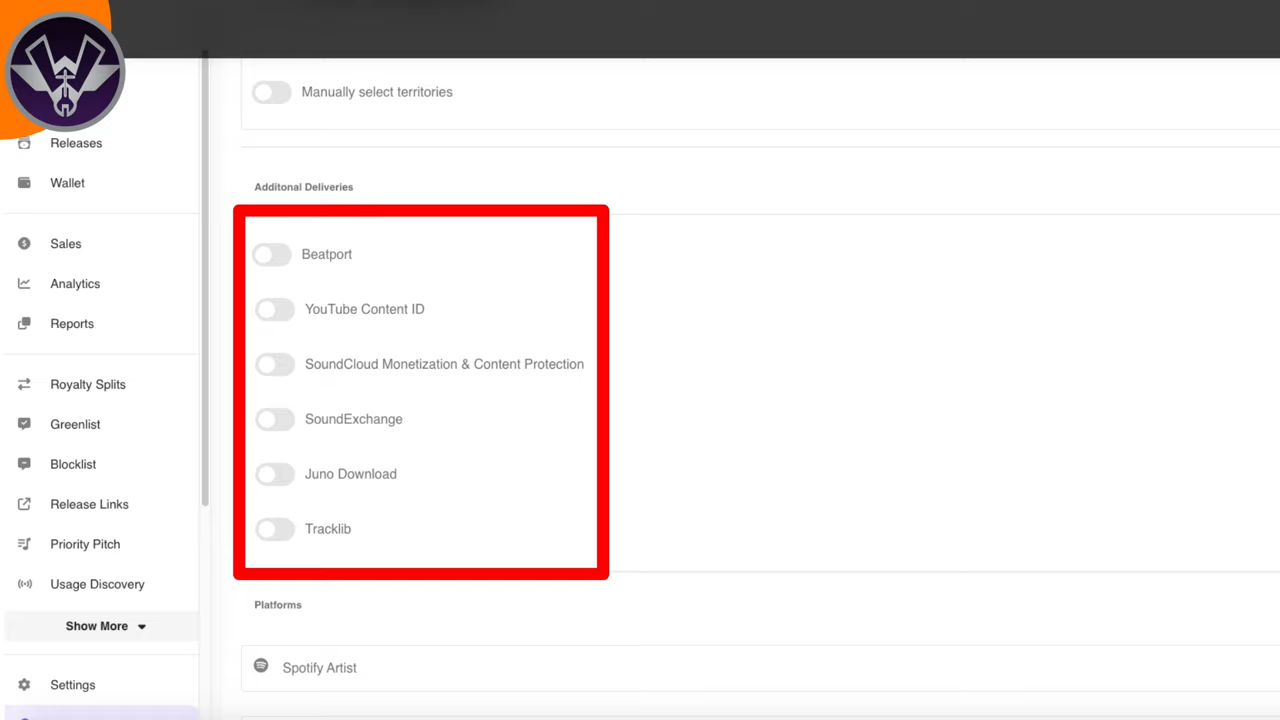 Releases
Wallet
Sales
Analytics
Reports
Royalty Splits
Greenlist
Blocklist
Release Links
Priority Pitch
Usage Discovery
Show More
Settings
Manually select territories
Additonal Deliveries
Beatport
YouTube Content ID
SoundCloud Monetization & Content Protection
SoundExchange
Juno Download
Tracklib
Platforms
Spotify Artist